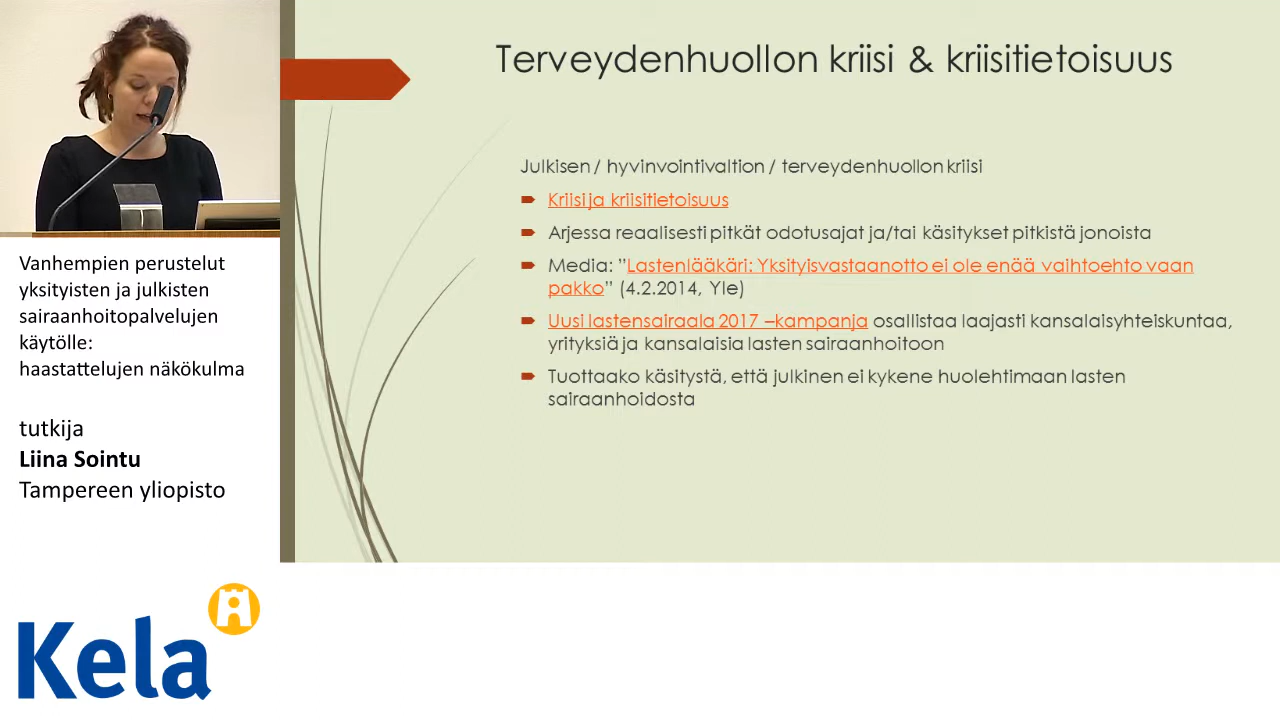 Terveydenhuollon kriisi & kriisitietoisuus
Julkisen / hyvinvointivaltion / terveydenhuollon kriisi
Kriisi ja kriisitietoisuus
Arjessa reaalisesti pitkät odotusajat ja/tai käsitykset pitkistä jonoista
Media: ”Lastenlääkäri: Yksityisvastaanotto ei ole enää vaihtoehto vaan
pakko” (4.2.2014, Yle)
Uusi lastensairaala 2017 –kampanja osallistaa laajasti kansalaisyhteiskuntaa,
yrityksiä ja kansalaisia lasten sairaanhoitoon
Tuottaako käsitystä, että julkinen ei kykene huolehtimaan lasten
sairaanhoidosta
Vanhempien perustelut
yksityisten ja julkisten
sairaanhoitopalvelujen
käytölle:
haastattelujen näkökulma
tutkija
Liina Sointu
Tampereen yliopisto
Kela